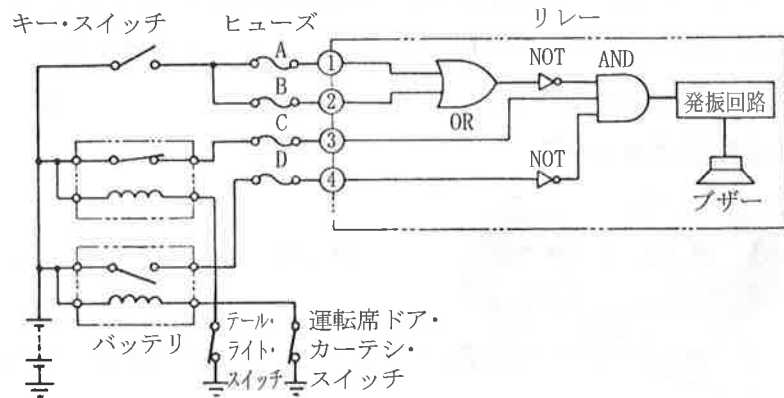 キー・スイッチ
ヒューズ
リレー
A
B
C
D
①
②
③
④
OR
NOT
AND
NOT
発振回路
ブザー
バッテリ
テール・
ライト・
スイッチ
運転席ドア・
カーテシ・
スイッチ